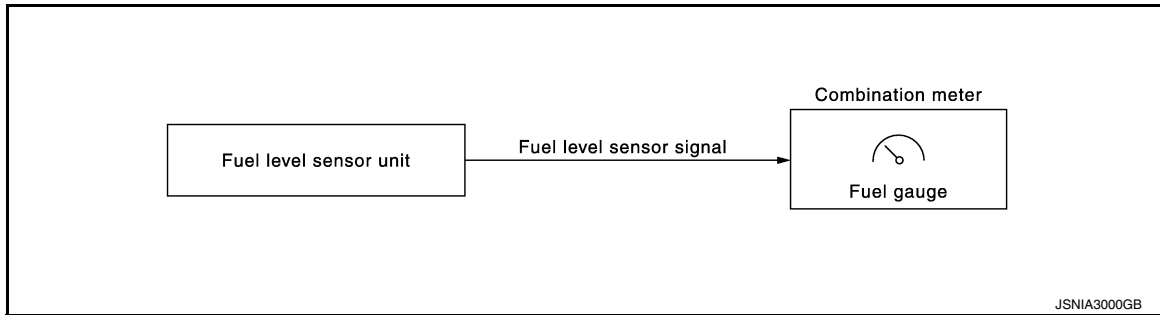 Combination meter
Fuel level sensor unit
Fuel level sensor signal
Fuel gauge
JSNIA3000GB